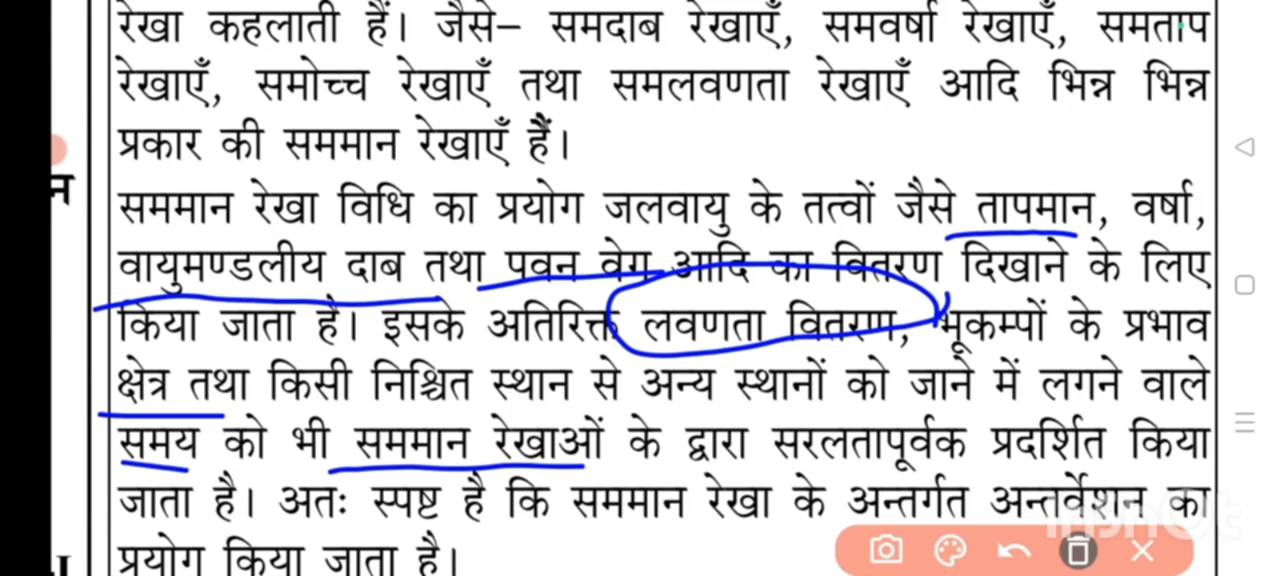 रेखा कहलाती हैं। जैसे– समदाब रेखाएँ, समवर्षा रेखाएँ, समताप
रेखाएँ, समोच्च रेखाएँ तथा समलवणता रेखाएँ आदि भिन्न भिन्न
प्रकार की सममान रेखाएँ हैं।
सममान रेखा विधि का प्रयोग जलवायु के तत्वों जैसे तापमान, वर्षा,
वायुमण्डलीय दाब तथा पवन वेग आदि का वितरण दिखाने के लिए
किया जाता है। इसके अतिरिक्त लवणता वितरण, भूकम्पों के प्रभाव
क्षेत्र तथा किसी निश्चित स्थान से अन्य स्थानों को जाने में लगने वाले
समय को भी सममान रेखाओं के द्वारा सरलतापूर्वक प्रदर्शित किया
जाता है। अतः स्पष्ट है कि सममान रेखा के अन्तर्गत अन्तर्वेशन का
प्रयोग किया जाता है।